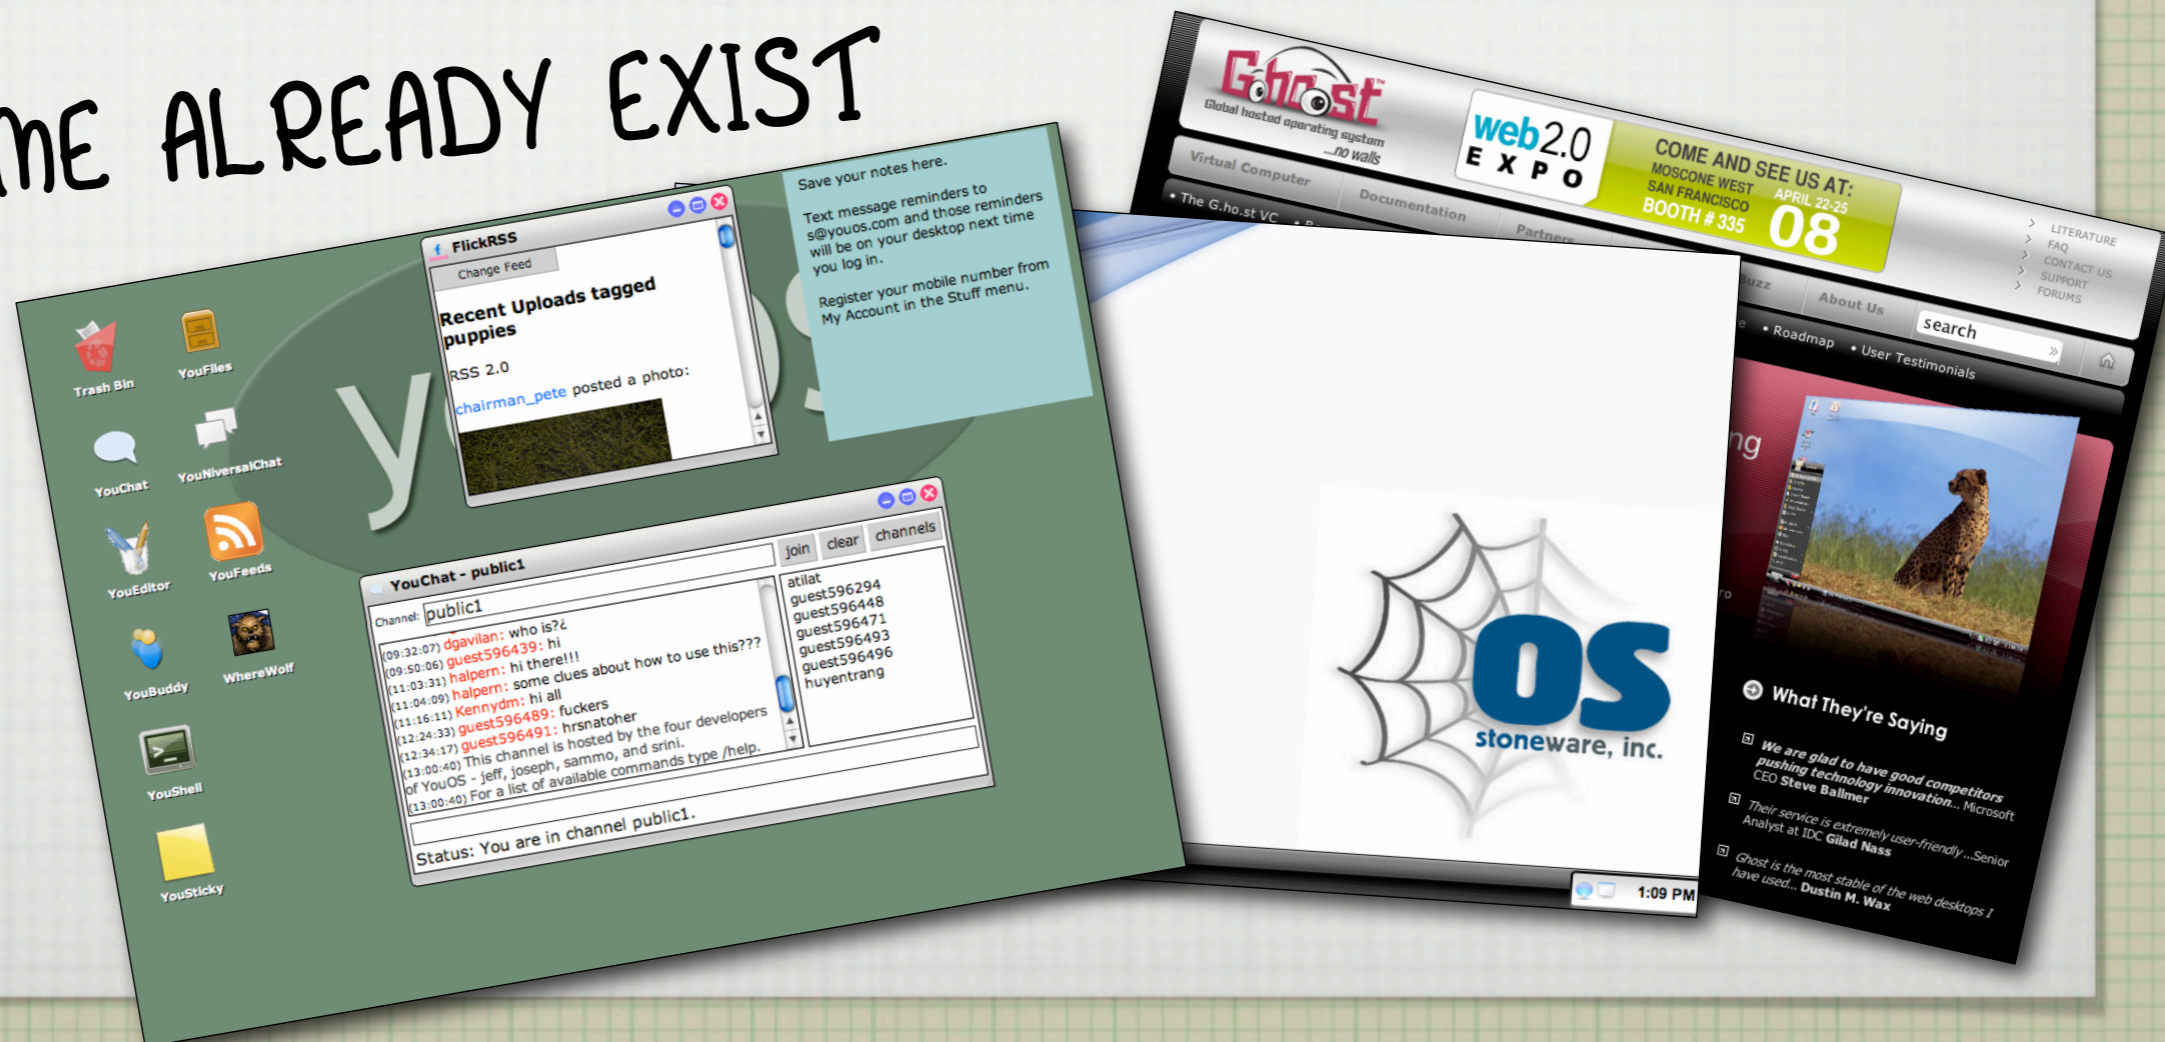 ME ALREADY EXIST
Trash Bin
YouFiles
YouChat
YouNiversalChat
YouEditor
YouFeeds
YouBuddy
WhereWolf
YouShell
YouSticky
FlickRSS
Change Feed
Recent Uploads tagged
puppies
RSS 2.0
chairman_pete posted a photo:
Save your notes here.
Text message reminders to
s@youos.com and those reminders
will be on your desktop next time
you log in.
Register your mobile number from
My Account in the Stuff menu.
YouChat - public1
Channel: public1
join clear channels
(09:32:07) dgavilan: who is?¿
(09:50:06) guest596439: hi
(11:03:31) halpern: hi there!!!
(11:04:09) halpern: some clues about how to use this???
(11:16:11) Kennydm: hi all
(12:24:33) guest596489: fuckers
(12:34:17) guest596491: hrsnatoher
(13:00:40) This channel is hosted by the four developers
of YouOS - jeff, joseph, sammo, and srini.
(13:00:40) For a list of available commands type /help.
atilat
guest596294
guest596448
guest596471
guest596493
guest596496
huyentrang
Status: You are in channel public1.
OS
stoneware, inc.
1:09 PM
G.ho.st™
Global hosted operating system
...no walls
web2.0
EXPO
COME AND SEE US AT:
MOSCONE WEST
SAN FRANCISCO
BOOTH # 335
APRIL 22-25
08
LITERATURE
FAQ
CONTACT US
SUPPORT
FORUMS
Virtual Computer
Documentation
Partners
Buzz
About Us
search
• The G.ho.st VC
• Roadmap
• User Testimonials
ng
ro
What They're Saying
We are glad to have good competitors
pushing technology innovation... Microsoft
CEO Steve Ballmer
Their service is extremely user-friendly ...Senior
Analyst at IDC Gilad Nass
Ghost is the most stable of the web desktops I
have used... Dustin M. Wax